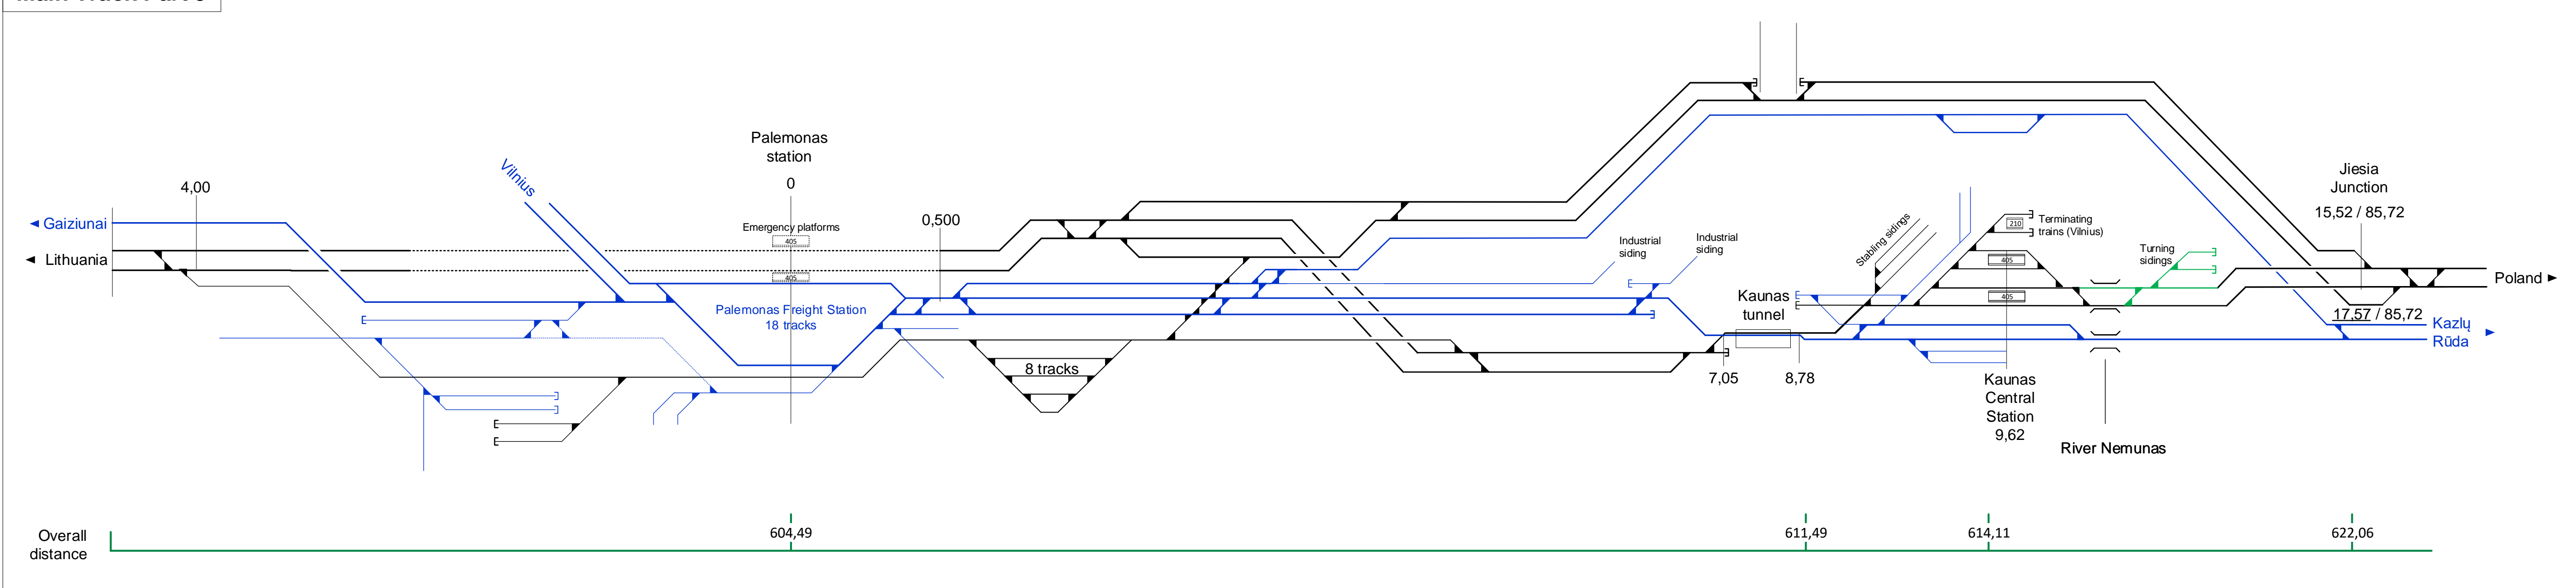 Palemonas
station
0
4,00
Vilnius
Gaiziunai
Lithuania
Emergency platforms
405
405
0,500
Palemonas Freight Station
18 tracks
8 tracks
Industrial
siding
Industrial
siding
Kaunas
tunnel
7,05
8,78
Stabling sidings
210
Terminating
trains (Vilnius)
405
405
Turning
sidings
Kaunas
Central
Station
9,62
River Nemunas
Jiesia
Junction
15,52 / 85,72
17,57 / 85,72
Poland
Kazlų
Rūda
Overall
distance
604,49
611,49
614,11
622,06